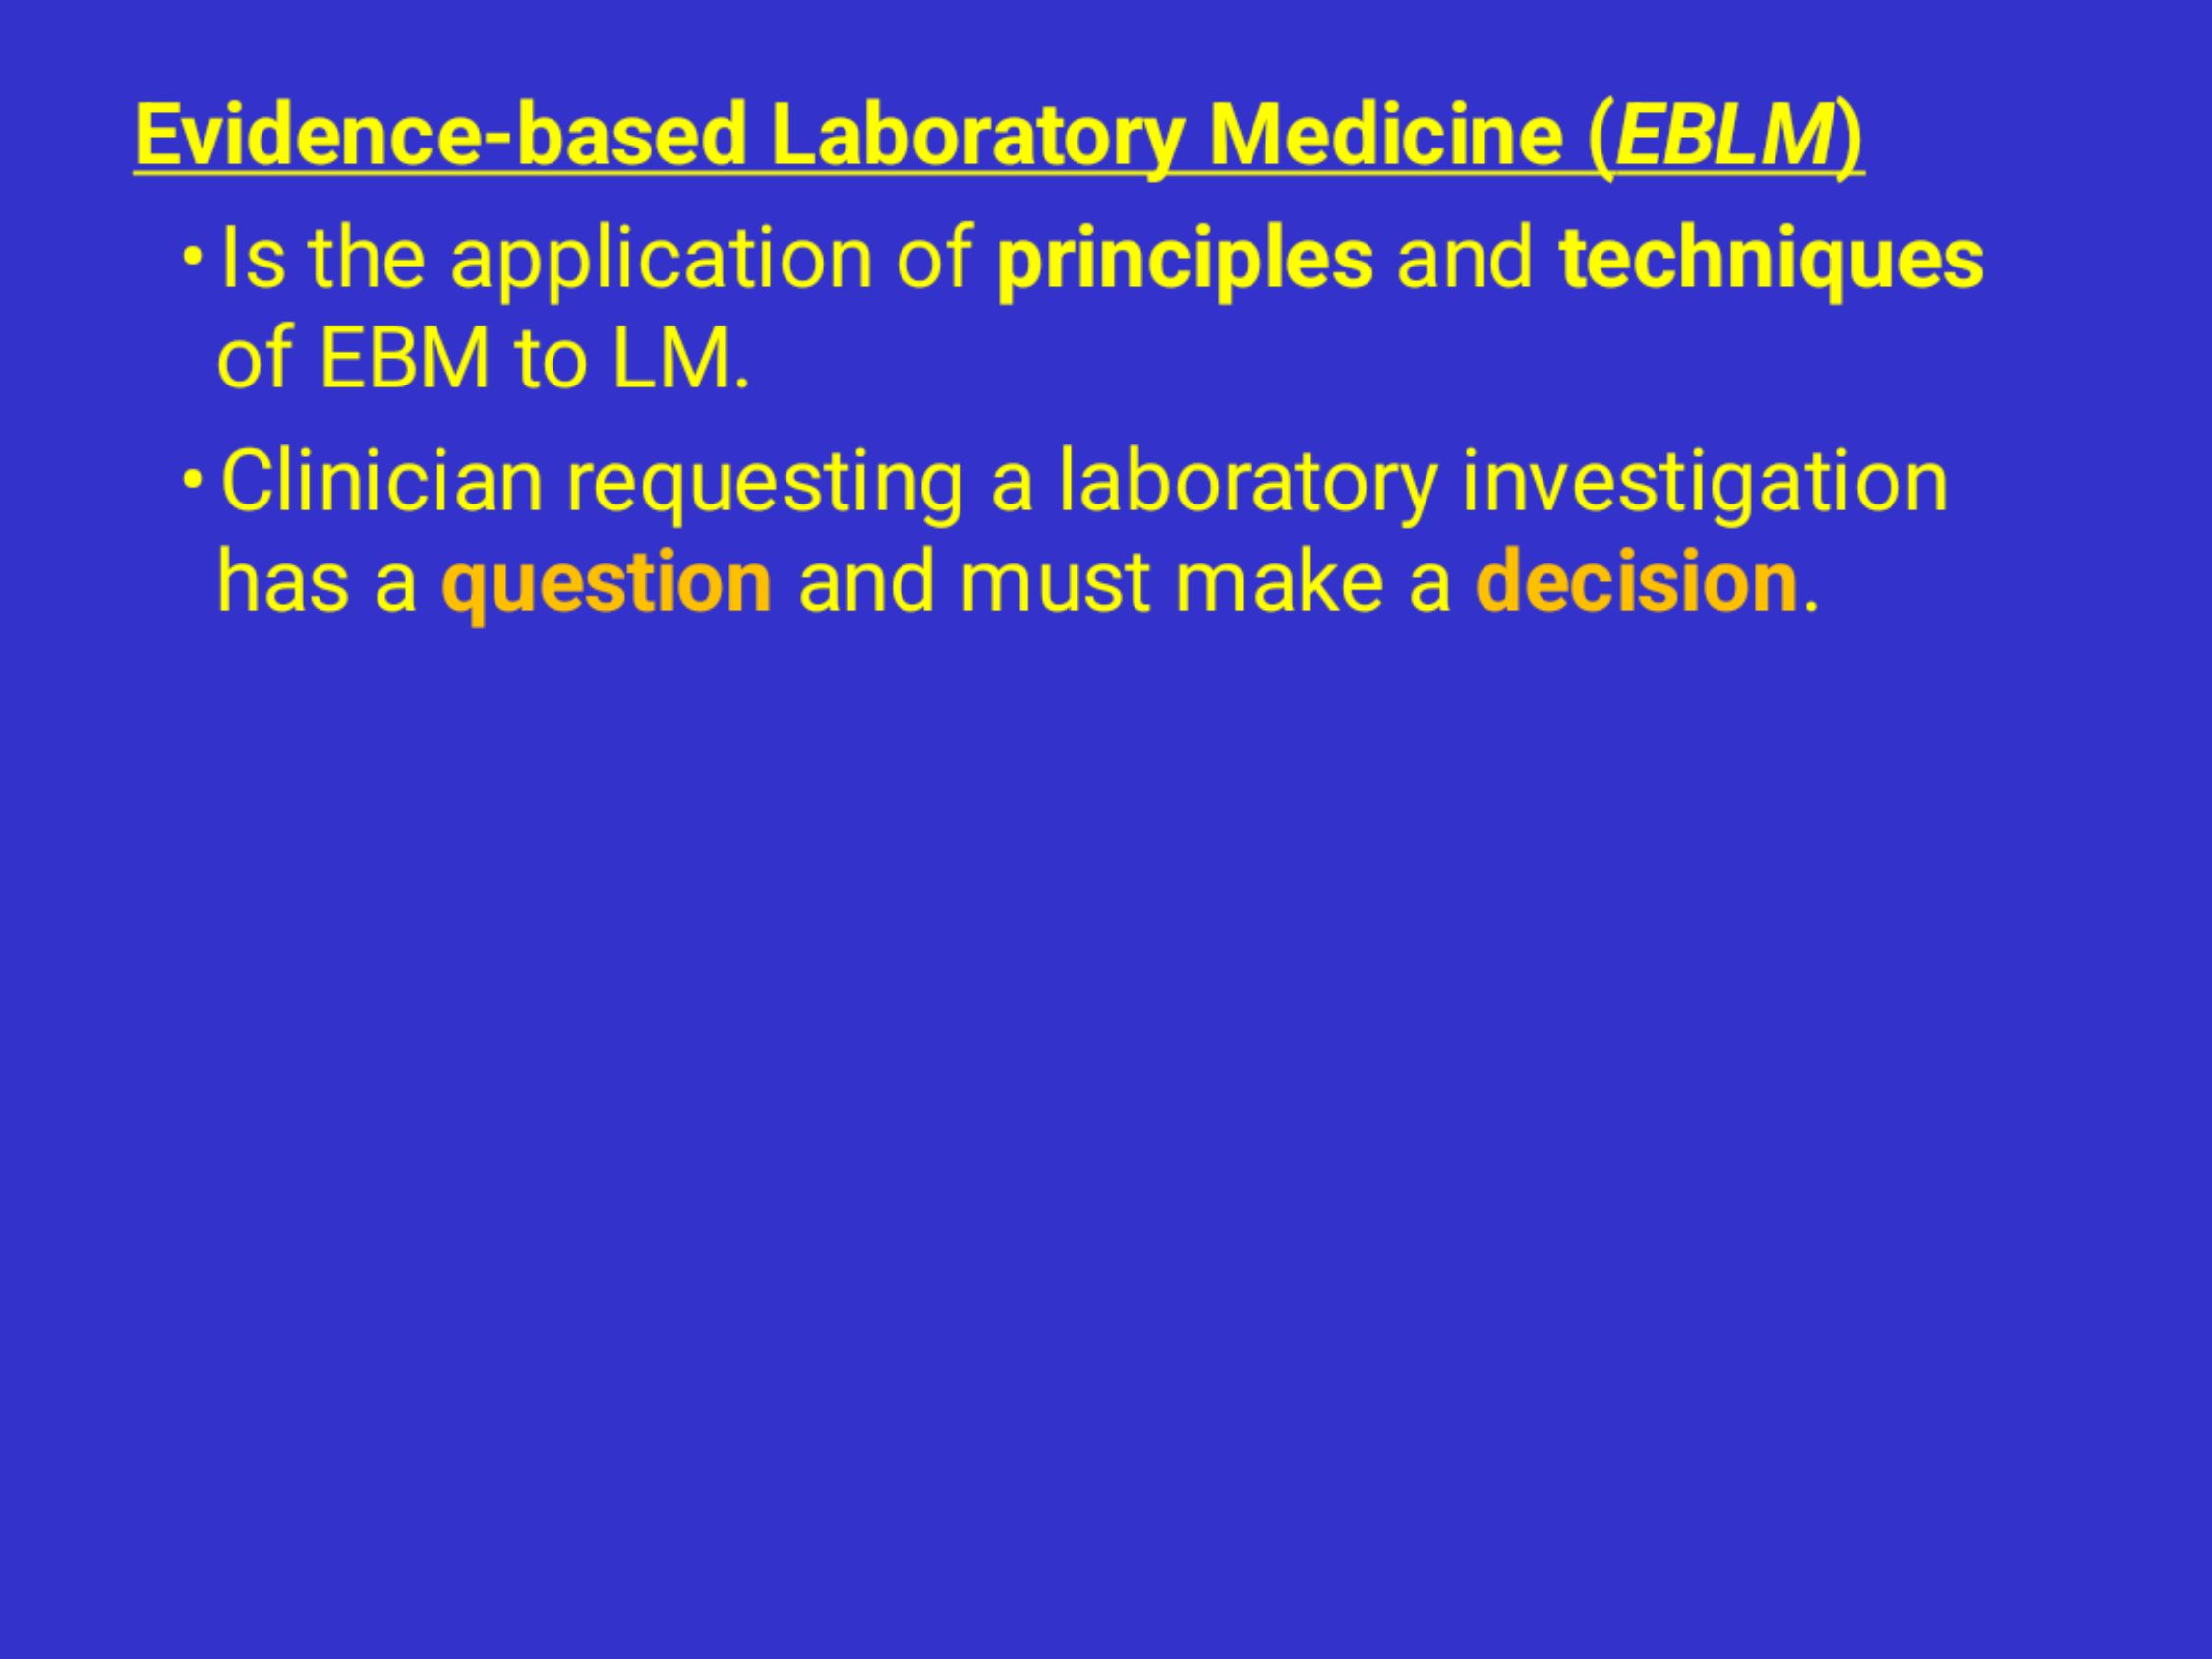 Evidence-based Laboratory Medicine (EBLM)
• Is the application of principles and techniques
of EBM to LM.
• Clinician requesting a laboratory investigation
has a question and must make a decision.